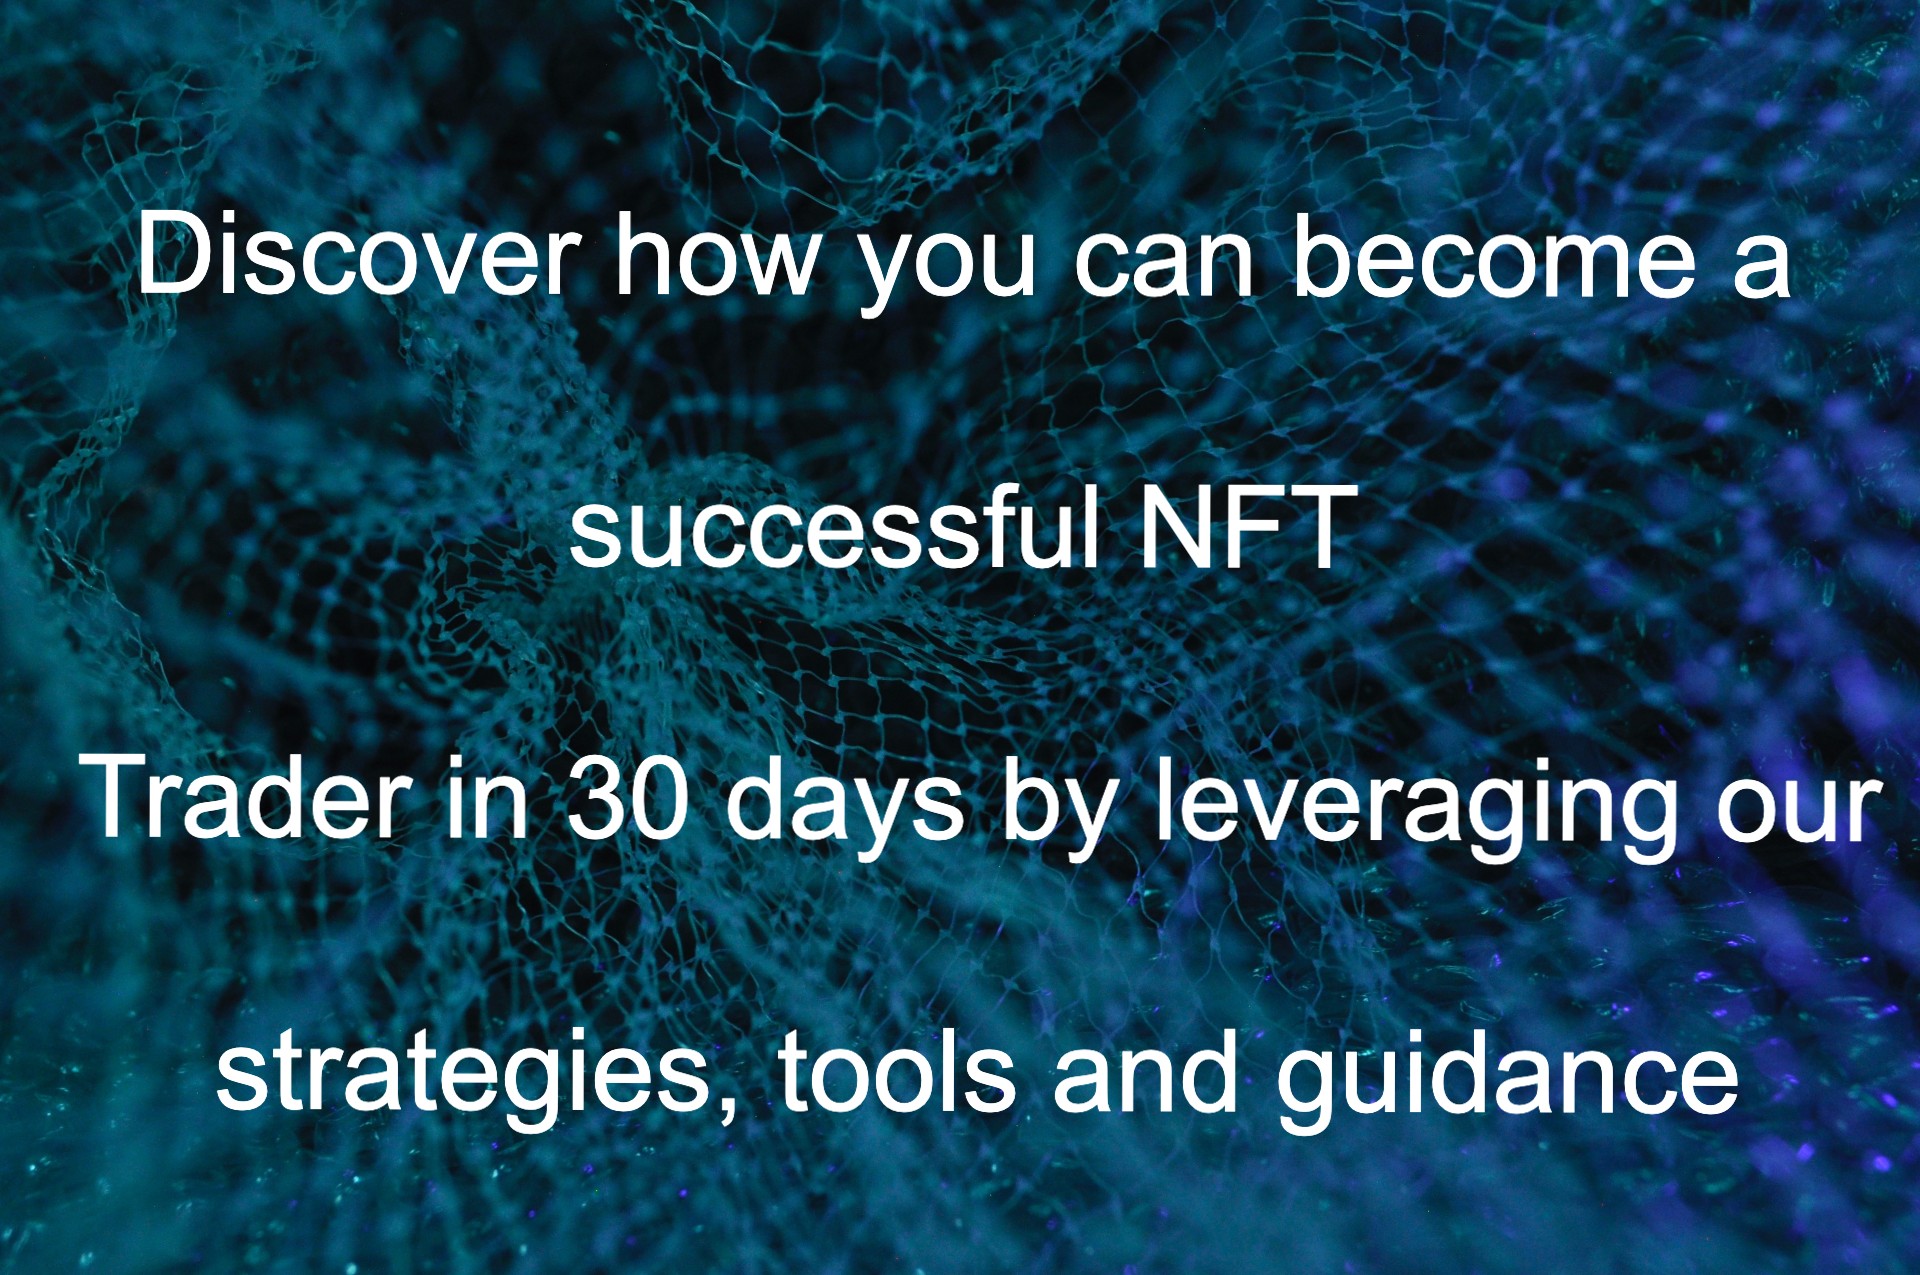 Discover how you can become a
successful NFT
Trader in 30 days by leveraging our
strategies, tools and guidance